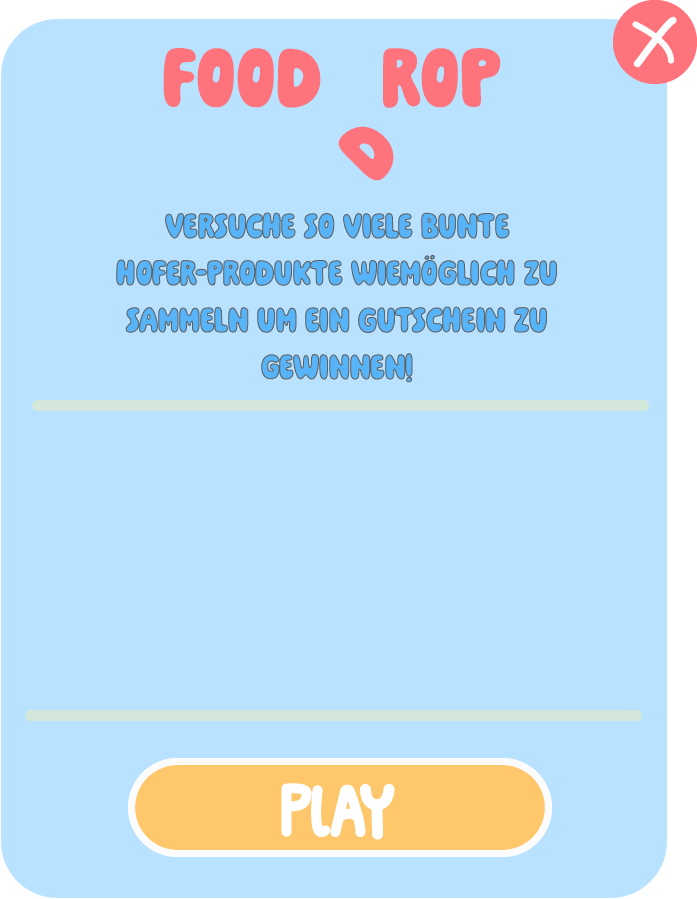 X
FOOD ROP
D
VERSUCHE SO VIELE BUNTE
HOFER-PRODUKTE WIEMÖGLICH ZU
SAMMELN UM EIN GUTSCHEIN ZU
GEWINNEN!
PLAY